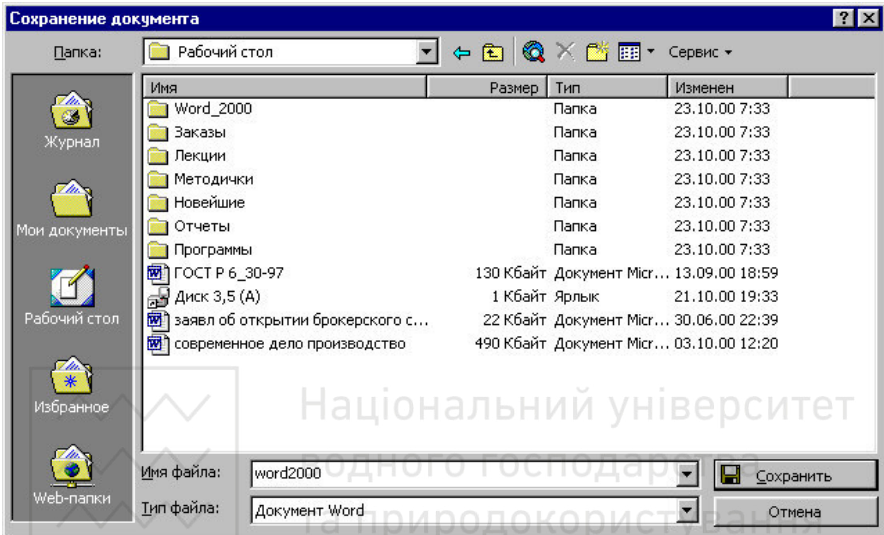 Сохранение документа
Папка: Рабочий стол Сервис
Имя Размер Тип Изменен
Word_2000 Папка 23.10.00 7:33
Заказы Папка 23.10.00 7:33
Лекции Папка 23.10.00 7:33
Методички Папка 23.10.00 7:33
Новейшие Папка 23.10.00 7:33
Отчеты Папка 23.10.00 7:33
Программы Папка 23.10.00 7:33
ГОСТ Р 6_30-97 130 Кбайт Документ Micr... 13.09.00 18:59
Диск 3,5 (А) 1 Кбайт Ярлык 21.10.00 19:33
заявл об открытии брокерского с... 22 Кбайт Документ Micr... 30.06.00 22:39
современное дело производство 490 Кбайт Документ Micr... 03.10.00 12:20
Журнал
Мои документы
Рабочий стол
Избранное
Web-папки
Національний університет
водного господарства
та природокористування
Имя файла: word2000 Сохранить
Тип файла: Документ Word Отмена